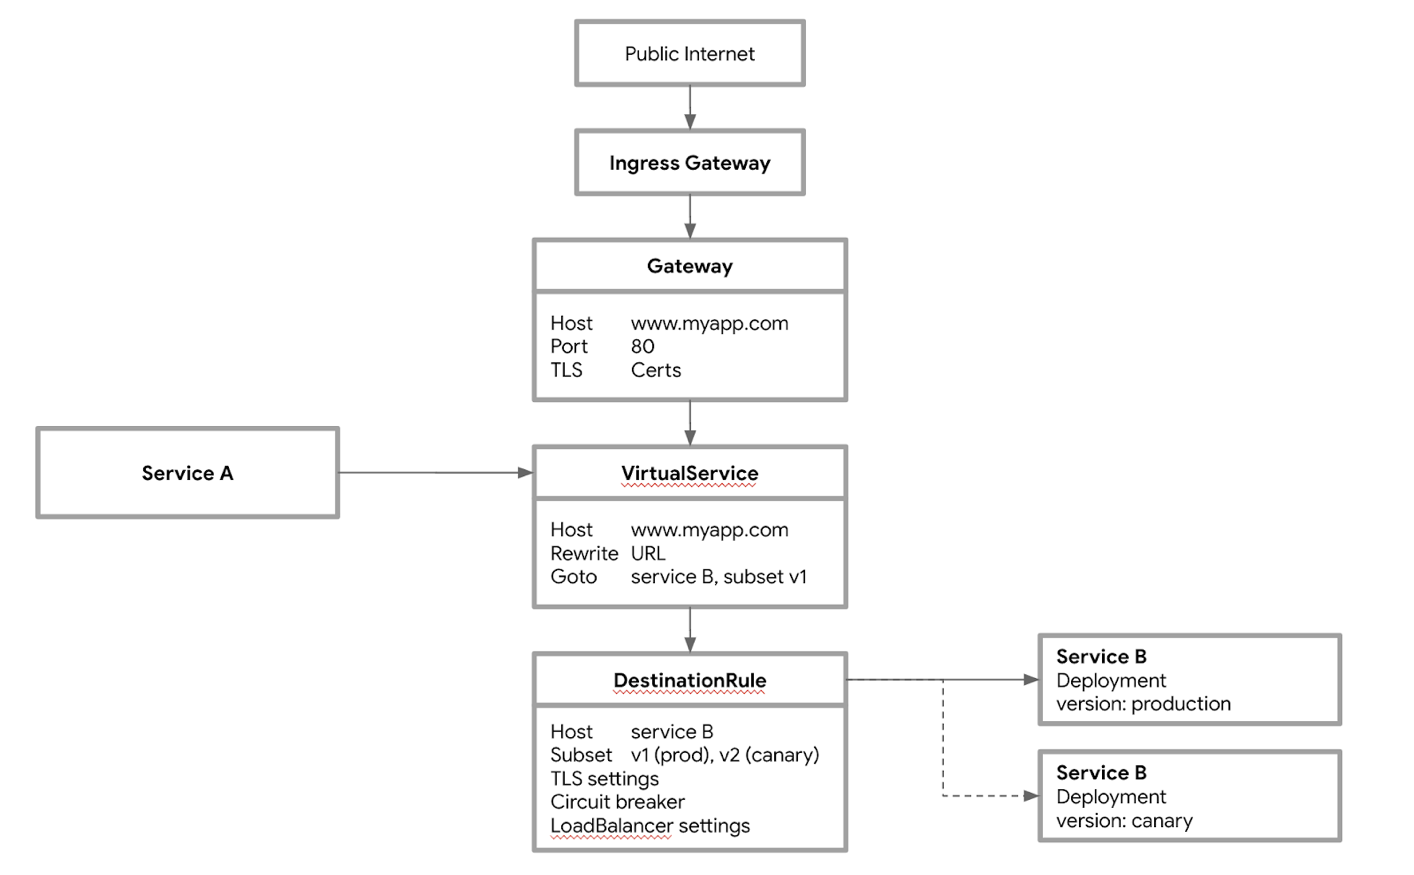 Public Internet
Ingress Gateway
Gateway
Host www.myapp.com
Port 80
TLS Certs
Service A
VirtualService
Host www.myapp.com
Rewrite URL
Goto service B, subset v1
DestinationRule
Host service B
Subset v1 (prod), v2 (canary)
TLS settings
Circuit breaker
LoadBalancer settings
Service B
Deployment
version: production
Service B
Deployment
version: canary